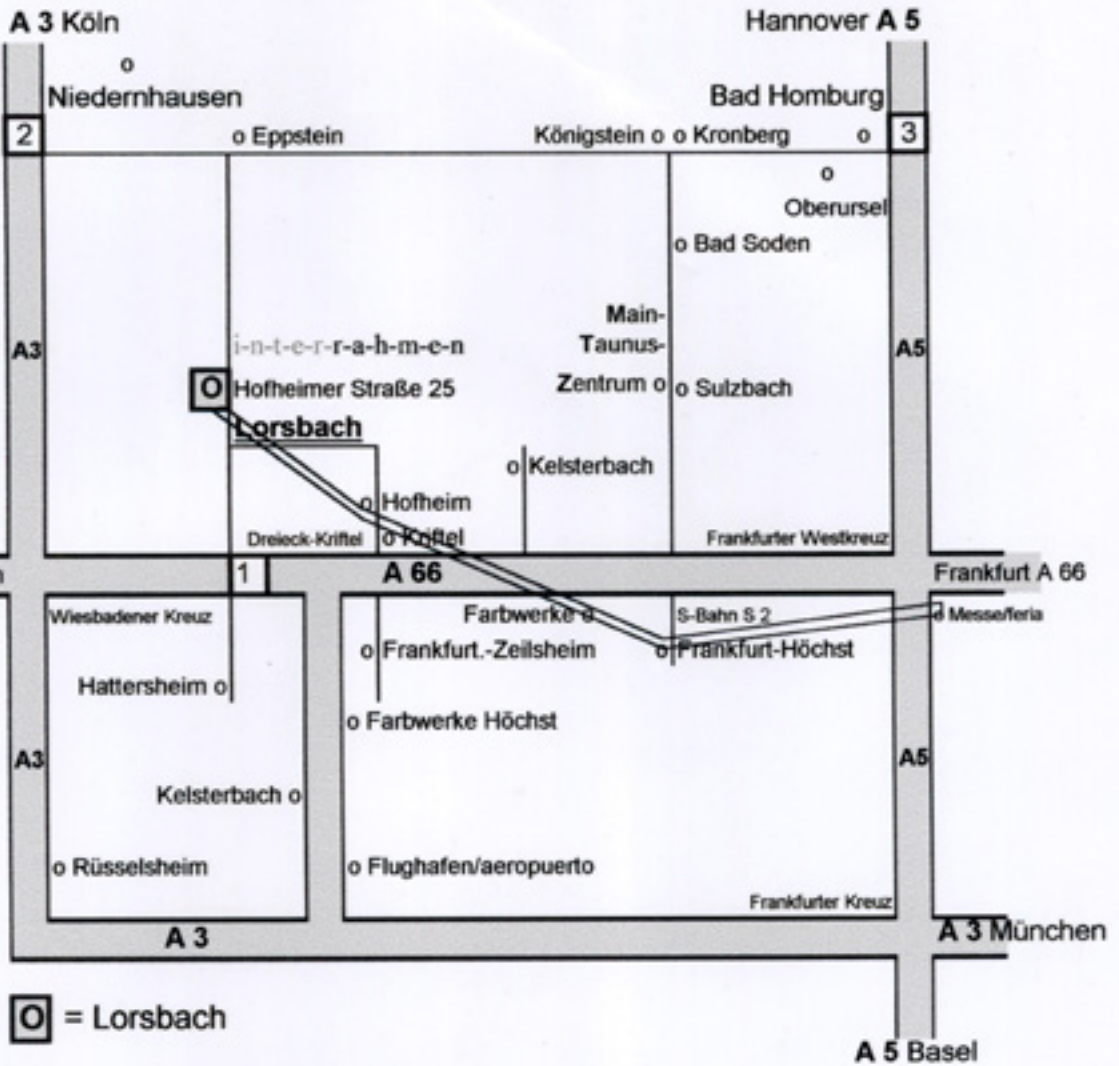 A 3 Köln
Hannover A 5
Niedernhausen
Bad Homburg
2
o Eppstein
Königstein o o Kronberg
3
Oberursel
o Bad Soden
Main-
Taunus-
Zentrum o
o Sulzbach
A3
A5
i-n-t-e-r-r-a-h-m-e-n
O
Hofheimer Straße 25
Lorsbach
o Kelsterbach
o Hofheim
Dreieck-Kriftel
o Kriftel
Frankfurter Westkreuz
1
A 66
Frankfurt A 66
Wiesbadener Kreuz
Farbwerke o
S-Bahn S 2
o Messe/feria
o Frankfurt.-Zeilsheim
o Frankfurt-Höchst
Hattersheim o
o Farbwerke Höchst
A3
A5
Kelsterbach o
o Rüsselsheim
o Flughafen/aeropuerto
Frankfurter Kreuz
A 3
A 3 München
O = Lorsbach
A 5 Basel